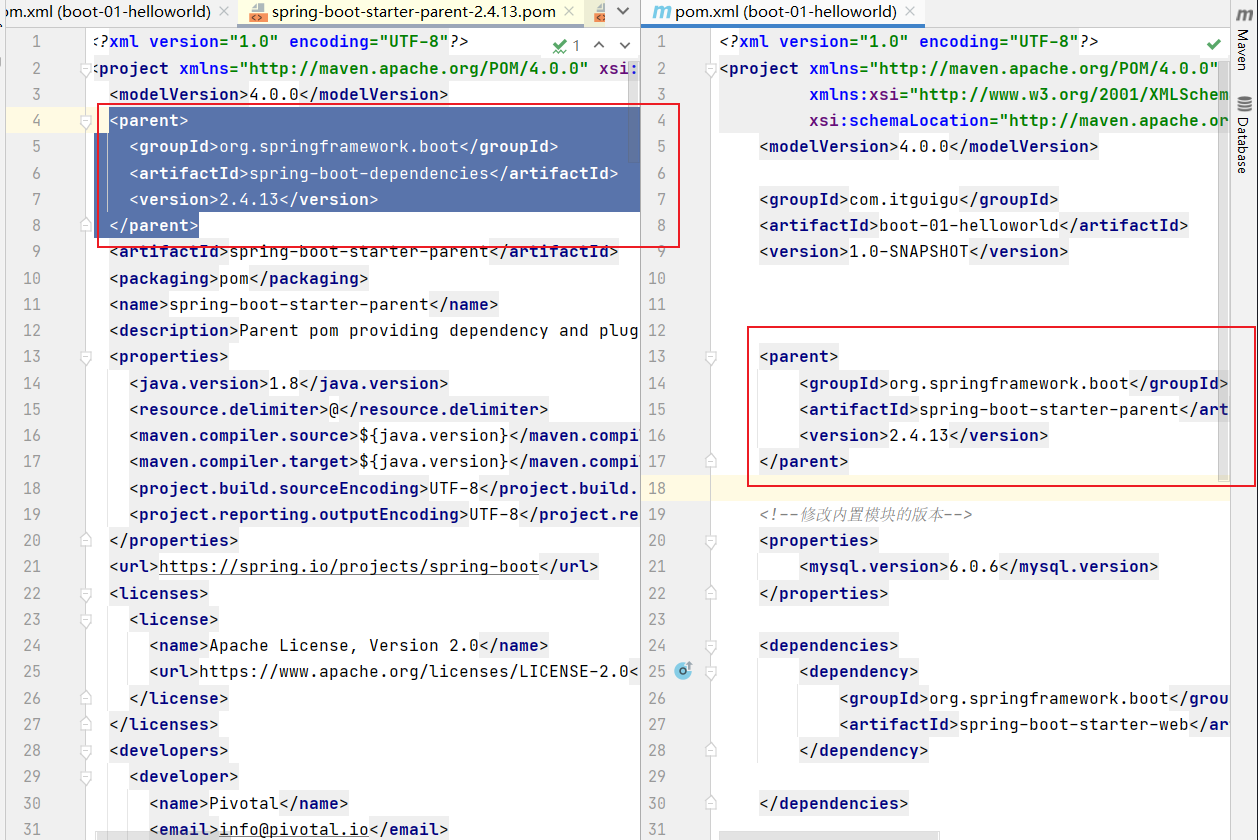 om.xml (boot-01-helloworld)
spring-boot-starter-parent-2.4.13.pom
1 <?xml version="1.0" encoding="UTF-8"?> 1
2 <project xmlns="http://maven.apache.org/POM/4.0.0" xsi:
3 <modelVersion>4.0.0</modelVersion>
4 <parent>
5 <groupId>org.springframework.boot</groupId>
6 <artifactId>spring-boot-dependencies</artifactId>
7 <version>2.4.13</version>
8 </parent>
9 <artifactId>spring-boot-starter-parent</artifactId>
10 <packaging>pom</packaging>
11 <name>spring-boot-starter-parent</name>
12 <description>Parent pom providing dependency and plug
13 <properties>
14 <java.version>1.8</java.version>
15 <resource.delimiter>@</resource.delimiter>
16 <maven.compiler.source>${java.version}</maven.compi
17 <maven.compiler.target>${java.version}</maven.compi
18 <project.build.sourceEncoding>UTF-8</project.build.
19 <project.reporting.outputEncoding>UTF-8</project.re
20 </properties>
21 <url>https://spring.io/projects/spring-boot</url>
22 <licenses>
23 <license>
24 <name>Apache License, Version 2.0</name>
25 <url>https://www.apache.org/licenses/LICENSE-2.0<
26 </license>
27 </licenses>
28 <developers>
29 <developer>
30 <name>Pivotal</name>
31 <email>info@pivotal.io</email>
m pom.xml (boot-01-helloworld)
1 <?xml version="1.0" encoding="UTF-8"?>
2 <project xmlns="http://maven.apache.org/POM/4.0.0"
3 xmlns:xsi="http://www.w3.org/2001/XMLSchem
4 xsi:schemaLocation="http://maven.apache.or
5 <modelVersion>4.0.0</modelVersion>
6
7 <groupId>com.itguigu</groupId>
8 <artifactId>boot-01-helloworld</artifactId>
9 <version>1.0-SNAPSHOT</version>
10
11
12
13 <parent>
14 <groupId>org.springframework.boot</groupId>
15 <artifactId>spring-boot-starter-parent</art
16 <version>2.4.13</version>
17 </parent>
18
19 <!--修改内置模块的版本-->
20 <properties>
21 <mysql.version>6.0.6</mysql.version>
22 </properties>
23
24 <dependencies>
25 <dependency>
26 <groupId>org.springframework.boot</grou
27 <artifactId>spring-boot-starter-web</ar
28 </dependency>
29
30 </dependencies>
31
m Maven
Database